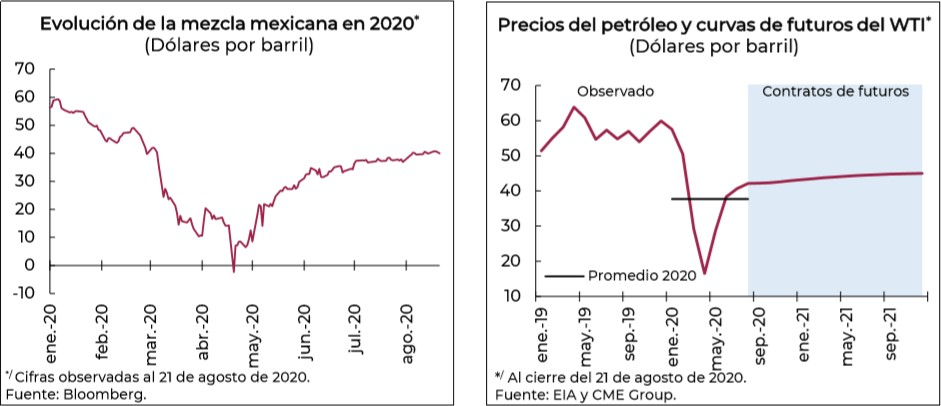 Evolución de la mezcla mexicana en 2020*
(Dólares por barril)
70
60
50
40
30
20
10
0
-10
ene.-20
feb.-20
mar.-20
abr.-20
may.-20
jun.-20
jul.-20
ago.-20
*/ Cifras observadas al 21 de agosto de 2020.
Fuente: Bloomberg.
Precios del petróleo y curvas de futuros del WTI*
(Dólares por barril)
70
60
50
40
30
20
10
Observado
Contratos de futuros
Promedio 2020
ene.-19
may.-19
sep.-19
ene.-20
may.-20
sep.-20
ene.-21
may.-21
sep.-21
*/ Al cierre del 21 de agosto de 2020.
Fuente: EIA y CME Group.